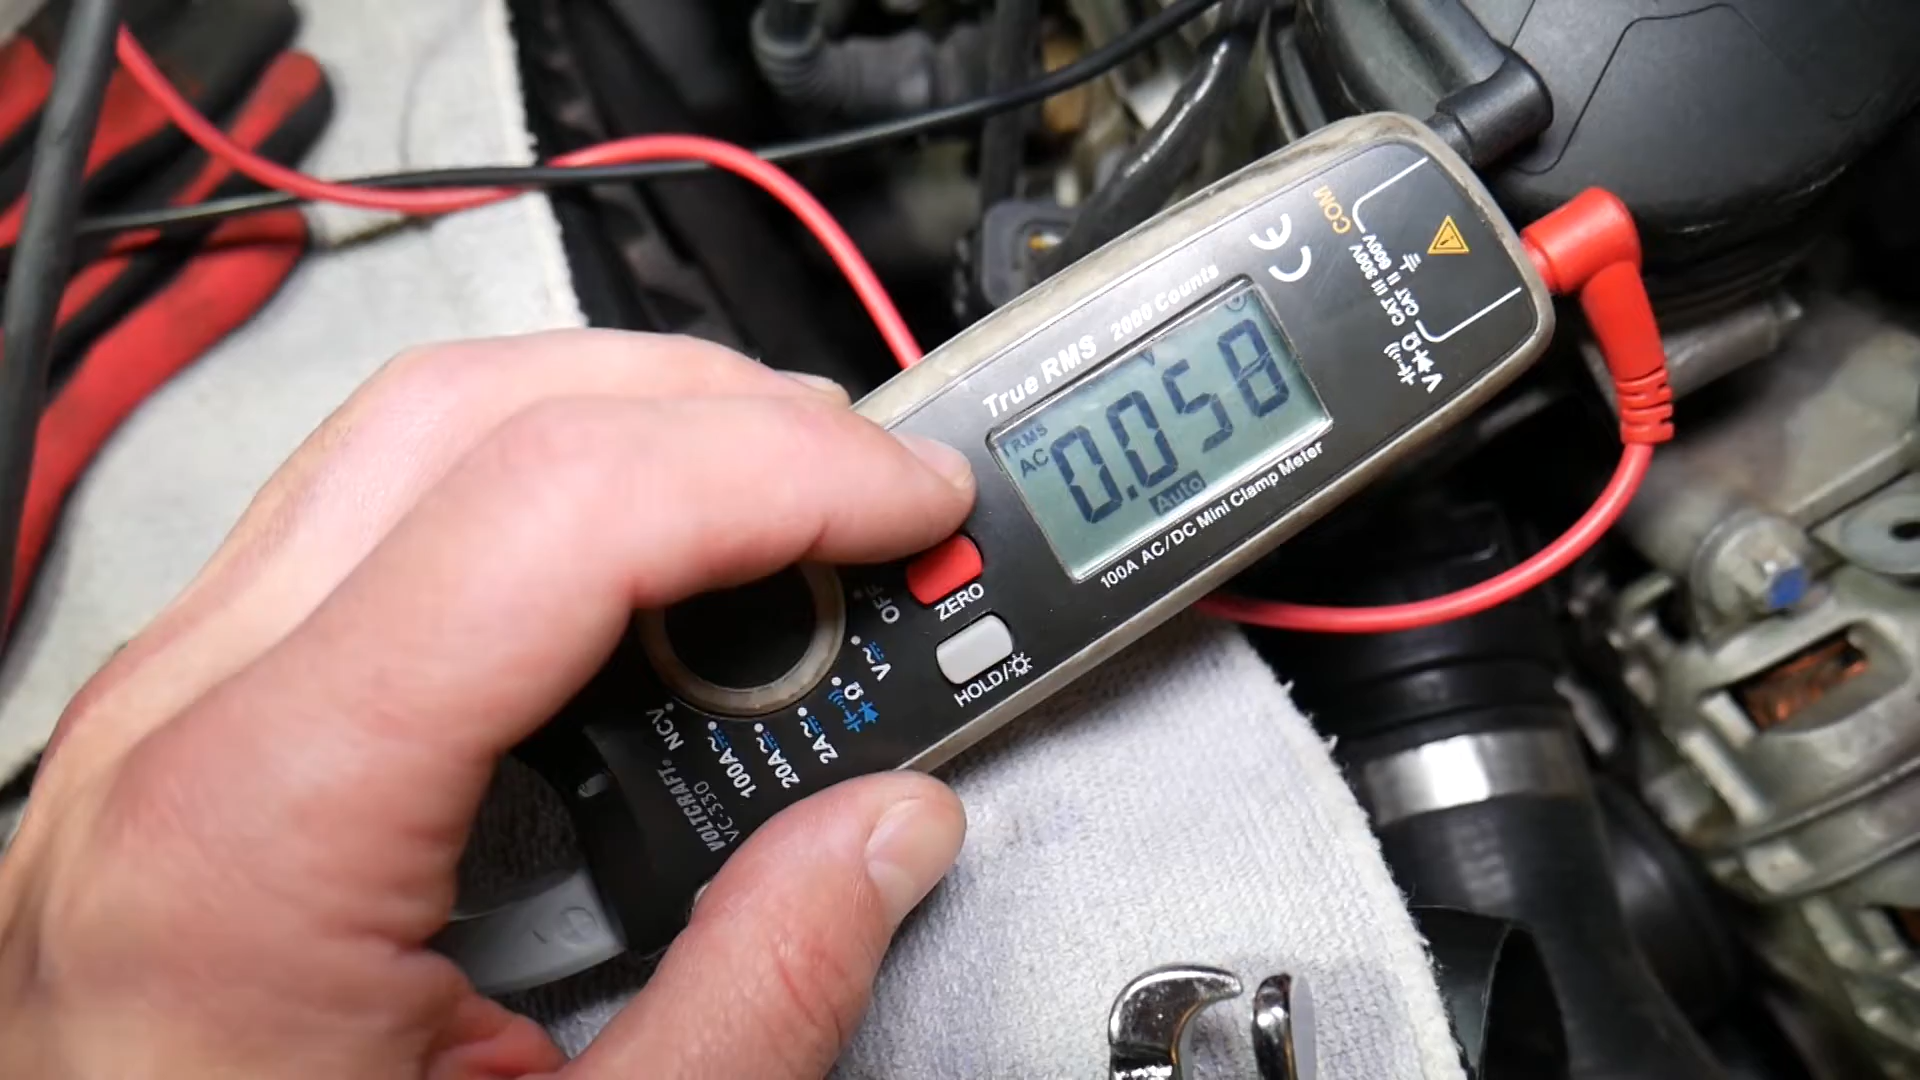 True RMS 2000 Counts
TRMS
AC
V
0.058
Auto
100A AC/DC Mini Clamp Meter
CE
COM
CAT III 300V
CAT II 600V
VΩ
ZERO
HOLD/
OFF
V
Ω
2A
20A
100A
NCV
VOLTCRAFT®
VC-330